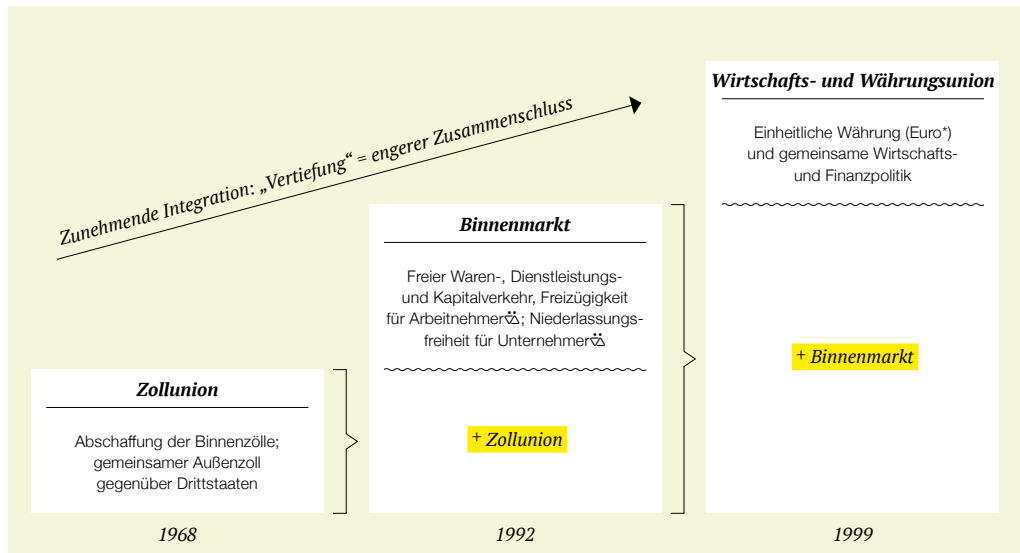 Zunehmende Integration: „Vertiefung“ = engerer Zusammenschluss
Zollunion
Abschaffung der Binnenzölle;
gemeinsamer Außenzoll
gegenüber Drittstaaten
1968
Binnenmarkt
Freier Waren-, Dienstleistungs-
und Kapitalverkehr, Freizügigkeit
für Arbeitnehmer; Niederlassungs-
freiheit für Unternehmer
+ Zollunion
1992
Wirtschafts- und Währungsunion
Einheitliche Währung (Euro*)
und gemeinsame Wirtschafts-
und Finanzpolitik
+ Binnenmarkt
1999